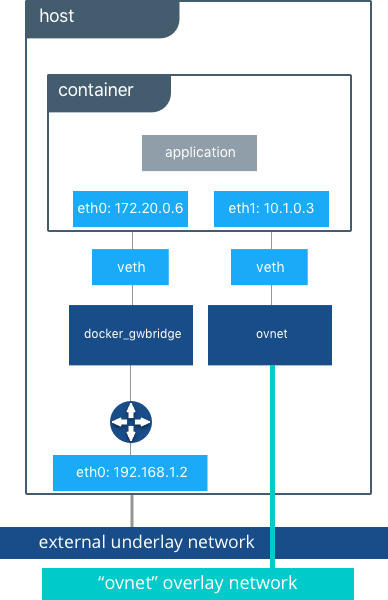 host
container
application
eth0: 172.20.0.6
eth1: 10.1.0.3
veth
veth
docker_gwbridge
ovnet
eth0: 192.168.1.2
external underlay network
“ovnet” overlay network